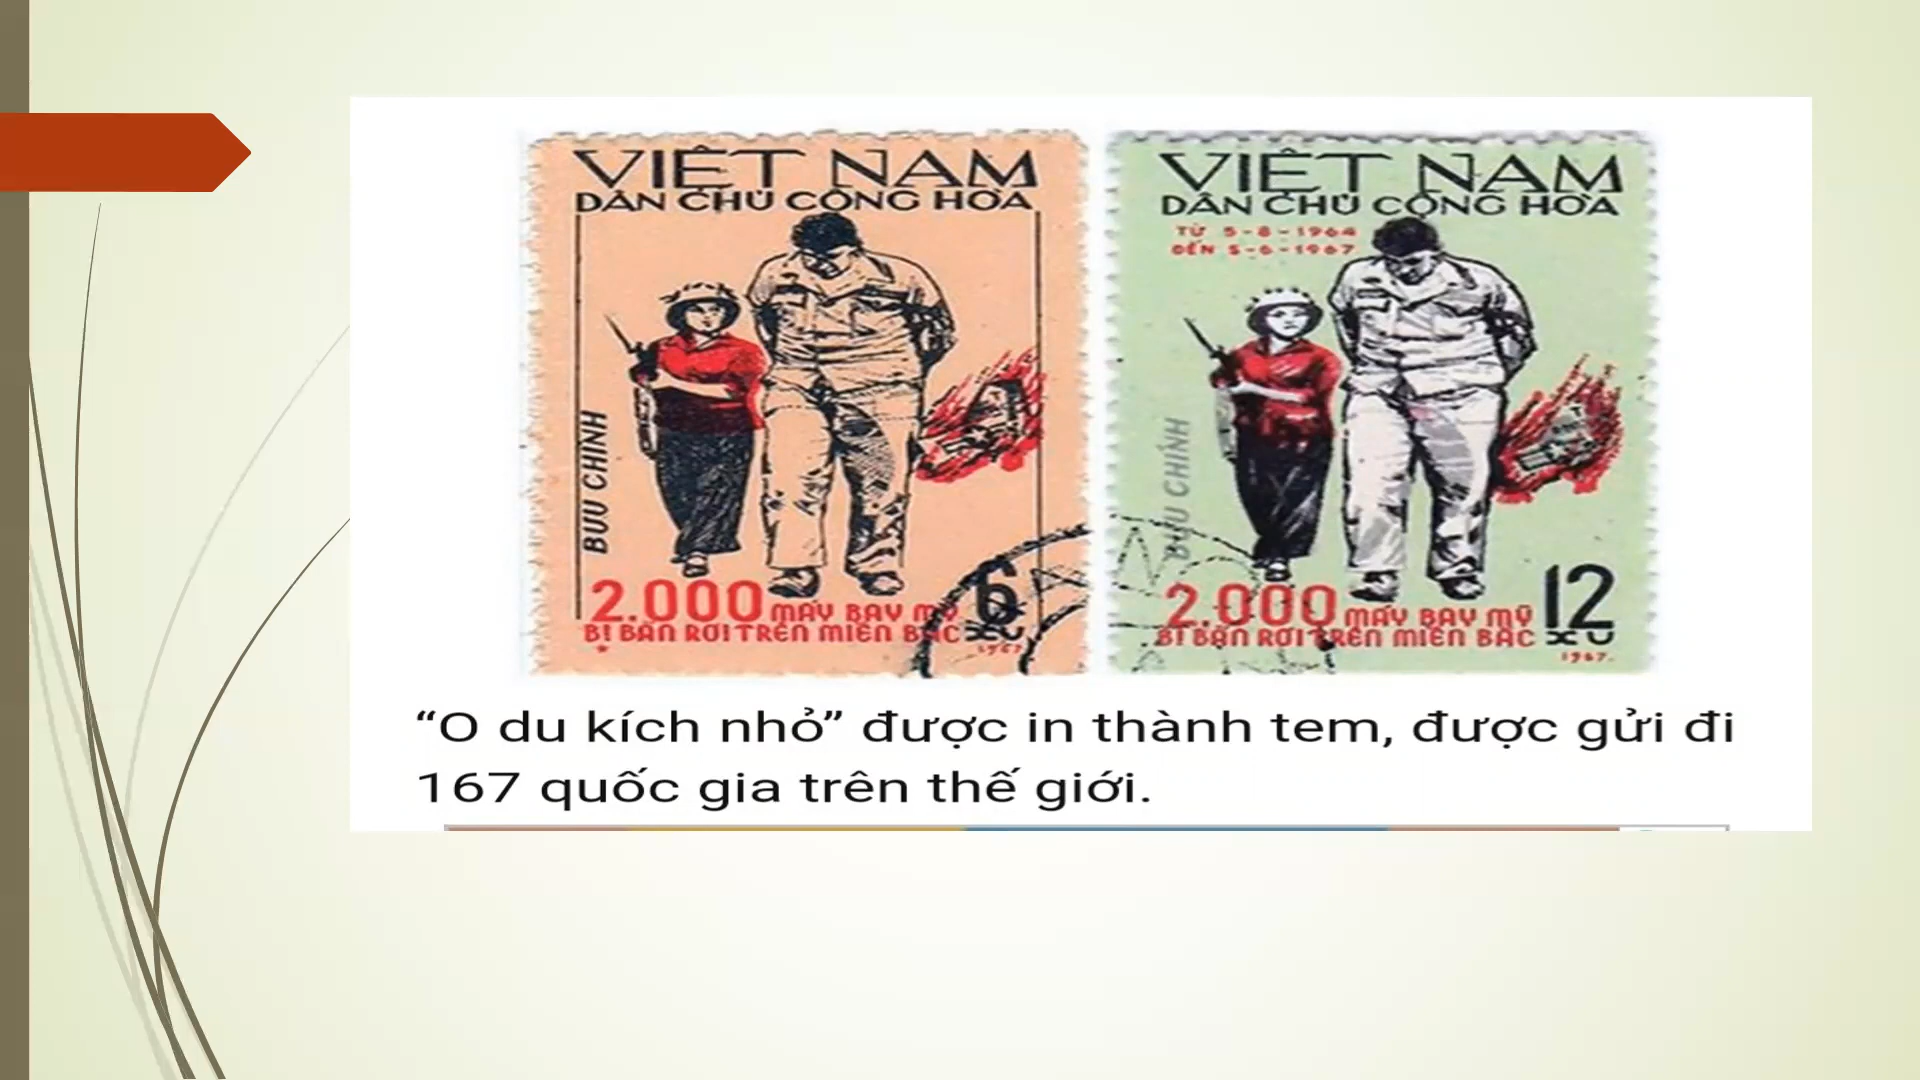 VIỆT NAM
DÂN CHỦ CỘNG HÒA
BƯU CHÍNH
2.000 MÁY BAY MỸ
BỊ BẮN RƠI TRÊN MIỀN BẮC
6
XU
1967
VIỆT NAM
DÂN CHỦ CỘNG HÒA
TỪ 5-8-1964
ĐẾN 5-6-1967
BƯU CHÍNH
2.000 MÁY BAY MỸ
BỊ BẮN RƠI TRÊN MIỀN BẮC
12
XU
1967.
“O du kích nhỏ” được in thành tem, được gửi đi
167 quốc gia trên thế giới.